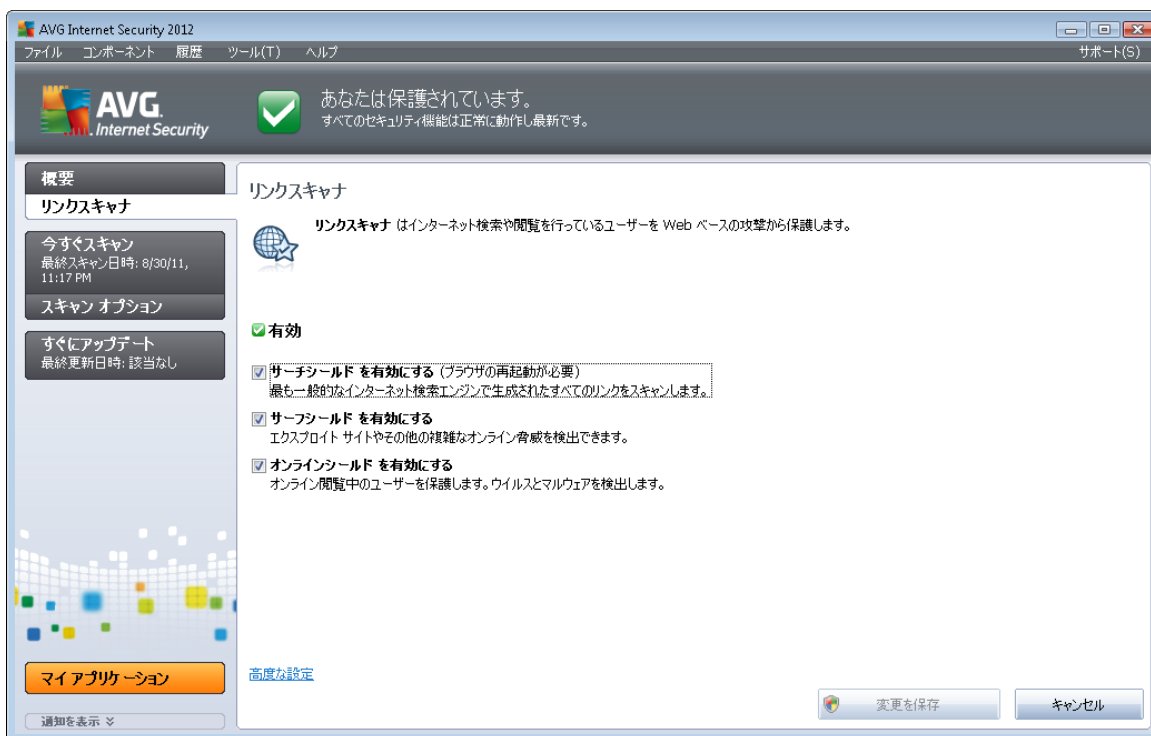 AVG Internet Security 2012
ファイル コンポーネント 履歴 ツール(T) ヘルプ サポート(S)
AVG.
Internet Security
あなたは保護されています。
すべてのセキュリティ機能は正常に動作し最新です。
概要
リンクスキャナ
今すぐスキャン
最終スキャン日時: 8/30/11,
11:17 PM
スキャン オプション
すぐにアップデート
最終更新日時: 該当なし
マイ アプリケーション
通知を表示
リンクスキャナ
リンクスキャナ はインターネット検索や閲覧を行っているユーザーを Web ベースの攻撃から保護します。
有効
サーチシールド を有効にする (ブラウザの再起動が必要)
最も一般的なインターネット検索エンジンで生成されたすべてのリンクをスキャンします。
サーフシールド を有効にする
エクスプロイト サイトやその他の複雑なオンライン脅威を検出できます。
オンラインシールド を有効にする
オンライン閲覧中のユーザーを保護します。ウイルスとマルウェアを検出します。
高度な設定
変更を保存
キャンセル